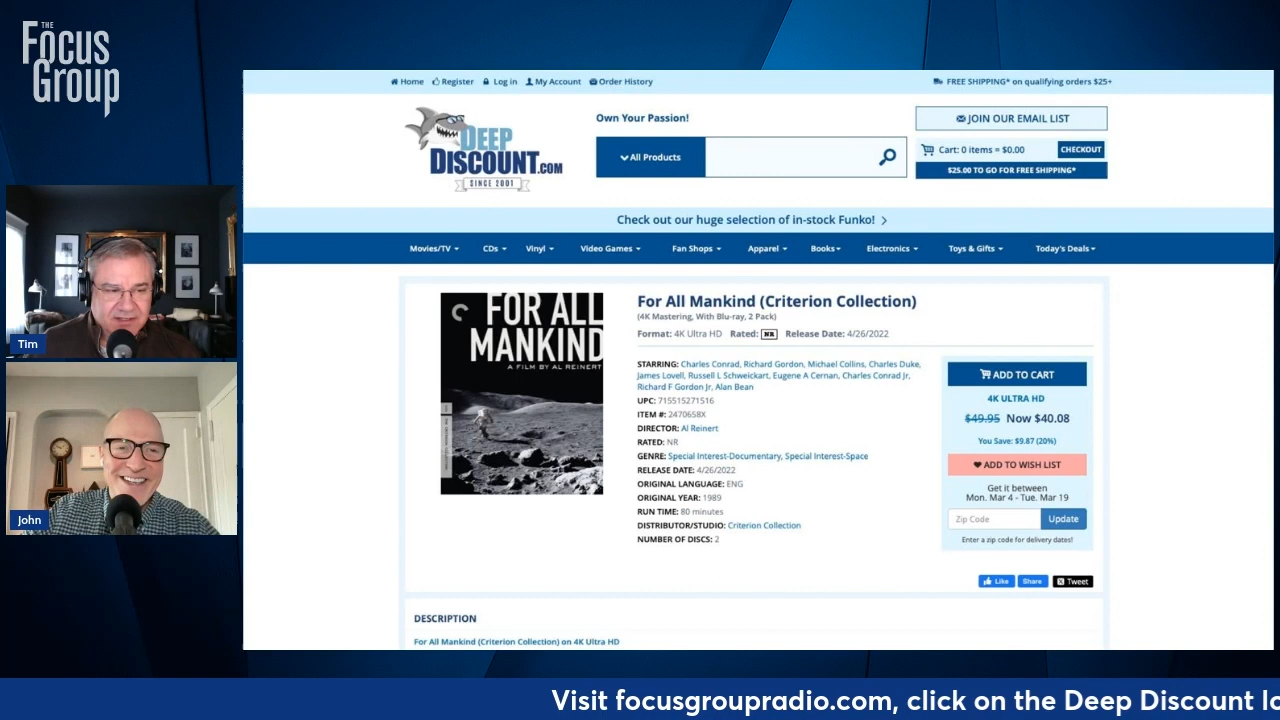 THE
FOCUS
GROUP
Home Register Log in My Account Order History
FREE SHIPPING* on qualifying orders $25+
DEEP
DISCOUNT.COM
SINCE 2001
Own Your Passion!
All Products
JOIN OUR EMAIL LIST
Cart: 0 items = $0.00 CHECKOUT
$25.00 TO GO FOR FREE SHIPPING*
Check out our huge selection of in-stock Funko!
Movies/TV CDs Vinyl Video Games Fan Shops Apparel Books Electronics Toys & Gifts Today's Deals
FOR ALL
MANKIND
A FILM BY AL REINERT
For All Mankind (Criterion Collection)
(4K Mastering, With Blu-ray, 2 Pack)
Format: 4K Ultra HD Rated: NR Release Date: 4/26/2022
STARRING: Charles Conrad, Richard Gordon, Michael Collins, Charles Duke,
James Lovell, Russell L Schweickart, Eugene A Cernan, Charles Conrad Jr,
Richard F Gordon Jr, Alan Bean
UPC: 715515271516
ITEM #: 2470658X
DIRECTOR: Al Reinert
RATED: NR
GENRE: Special Interest-Documentary, Special Interest-Space
RELEASE DATE: 4/26/2022
ORIGINAL LANGUAGE: ENG
ORIGINAL YEAR: 1989
RUN TIME: 80 minutes
DISTRIBUTOR/STUDIO: Criterion Collection
NUMBER OF DISCS: 2
ADD TO CART
4K ULTRA HD
$49.95 Now $40.08
You Save: $9.87 (20%)
ADD TO WISH LIST
Get it between
Mon. Mar 4 - Tue. Mar 19
Zip Code Update
Enter a zip code for delivery dates!
Like Share Tweet
DESCRIPTION
For All Mankind (Criterion Collection) on 4K Ultra HD
Tim
John
Visit focusgroupradio.com, click on the Deep Discount lo